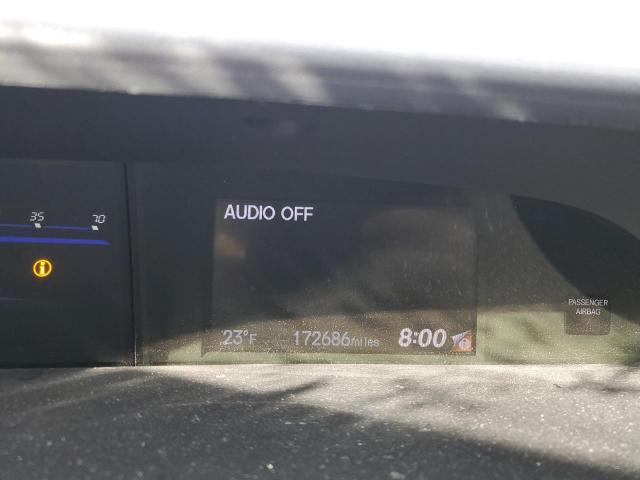 35 70
AUDIO OFF
PASSENGER
AIRBAG
23°F 172686miles 8:00